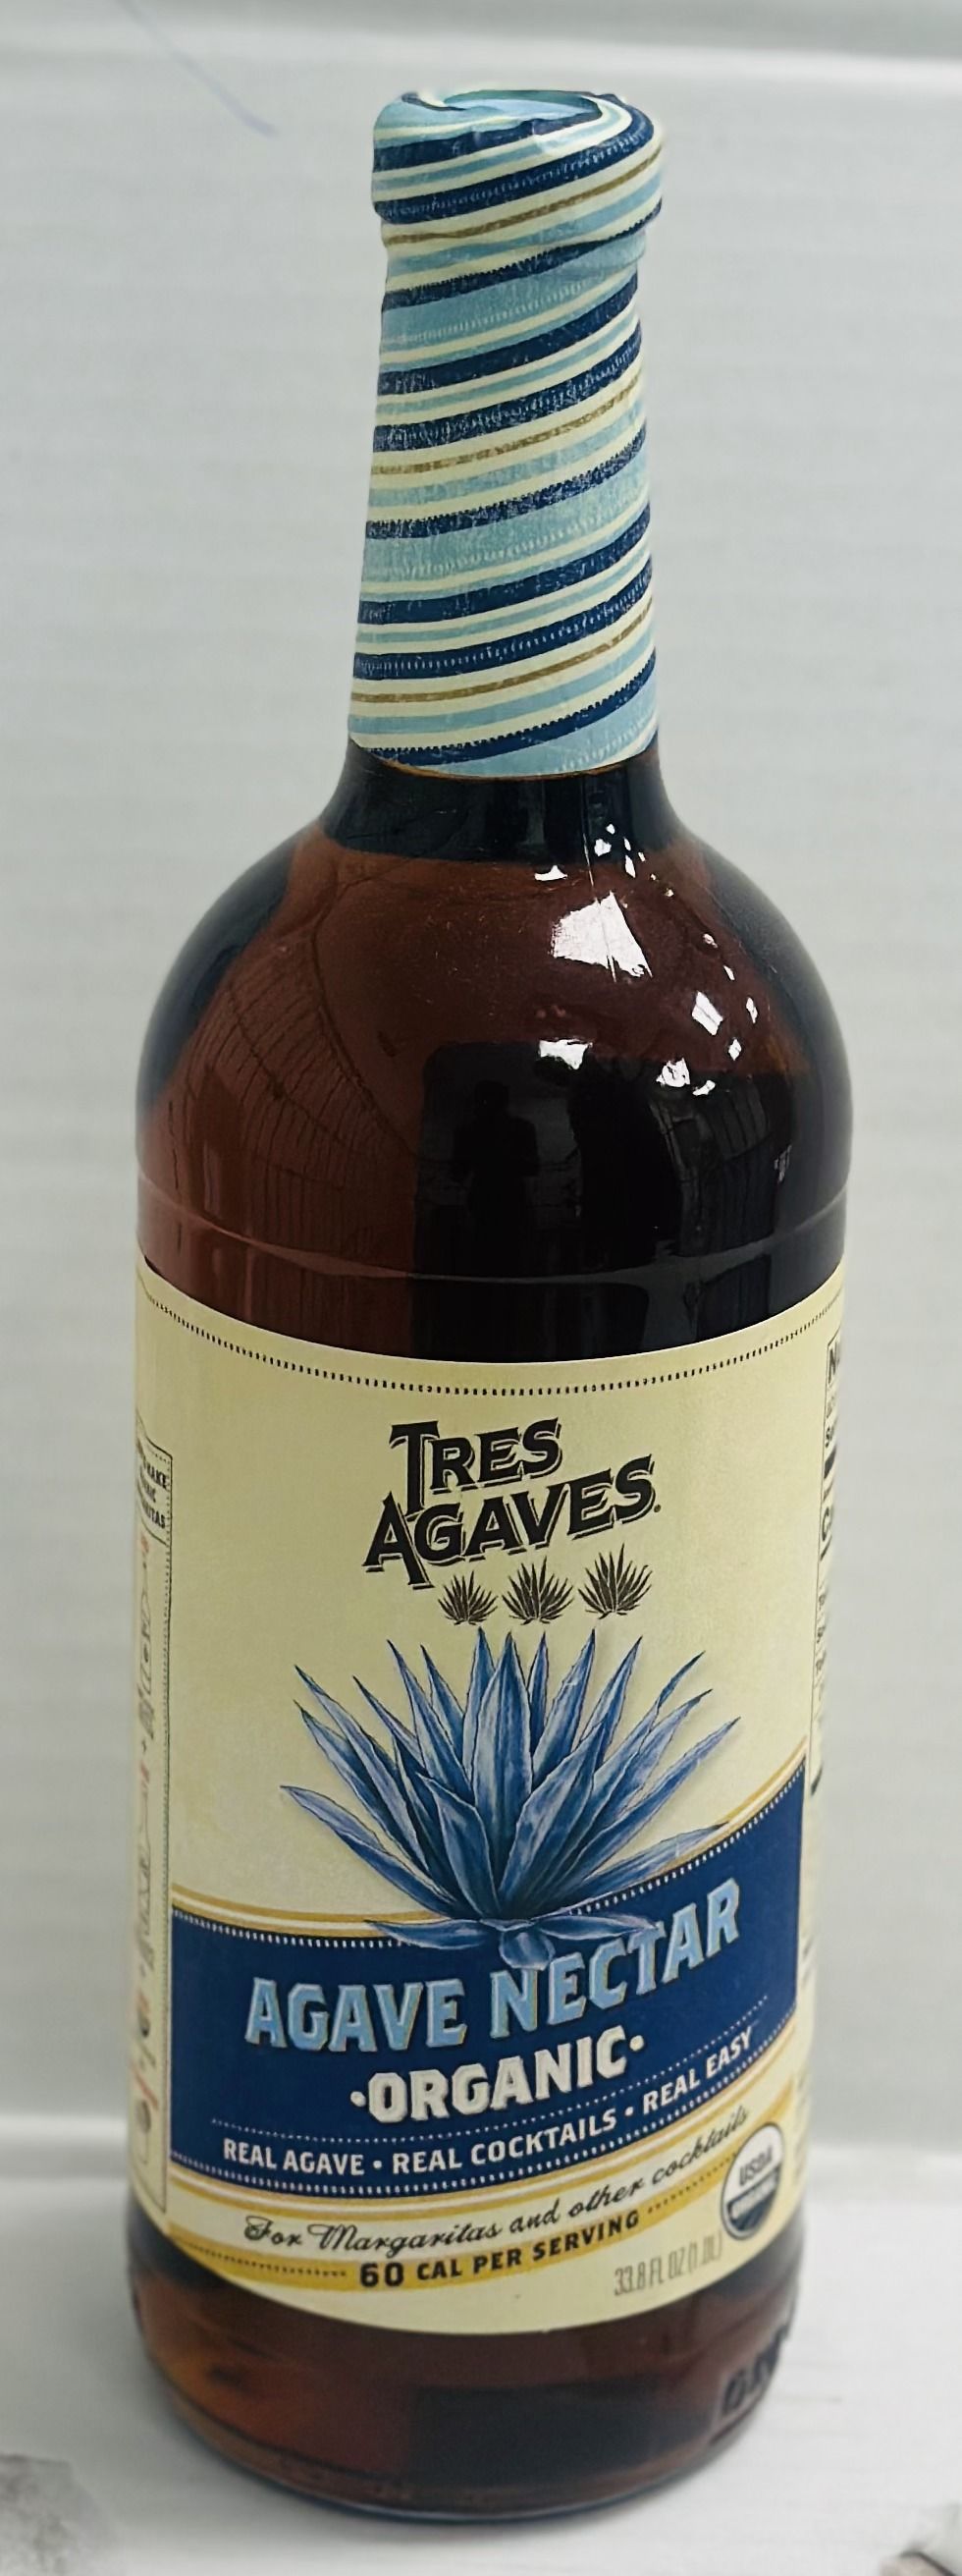 TRES
AGAVES
AGAVE NECTAR
·ORGANIC·
REAL AGAVE • REAL COCKTAILS • REAL EASY
For Margaritas and other cocktails
60 CAL PER SERVING
33.8 FL OZ (1.0L)
USDA